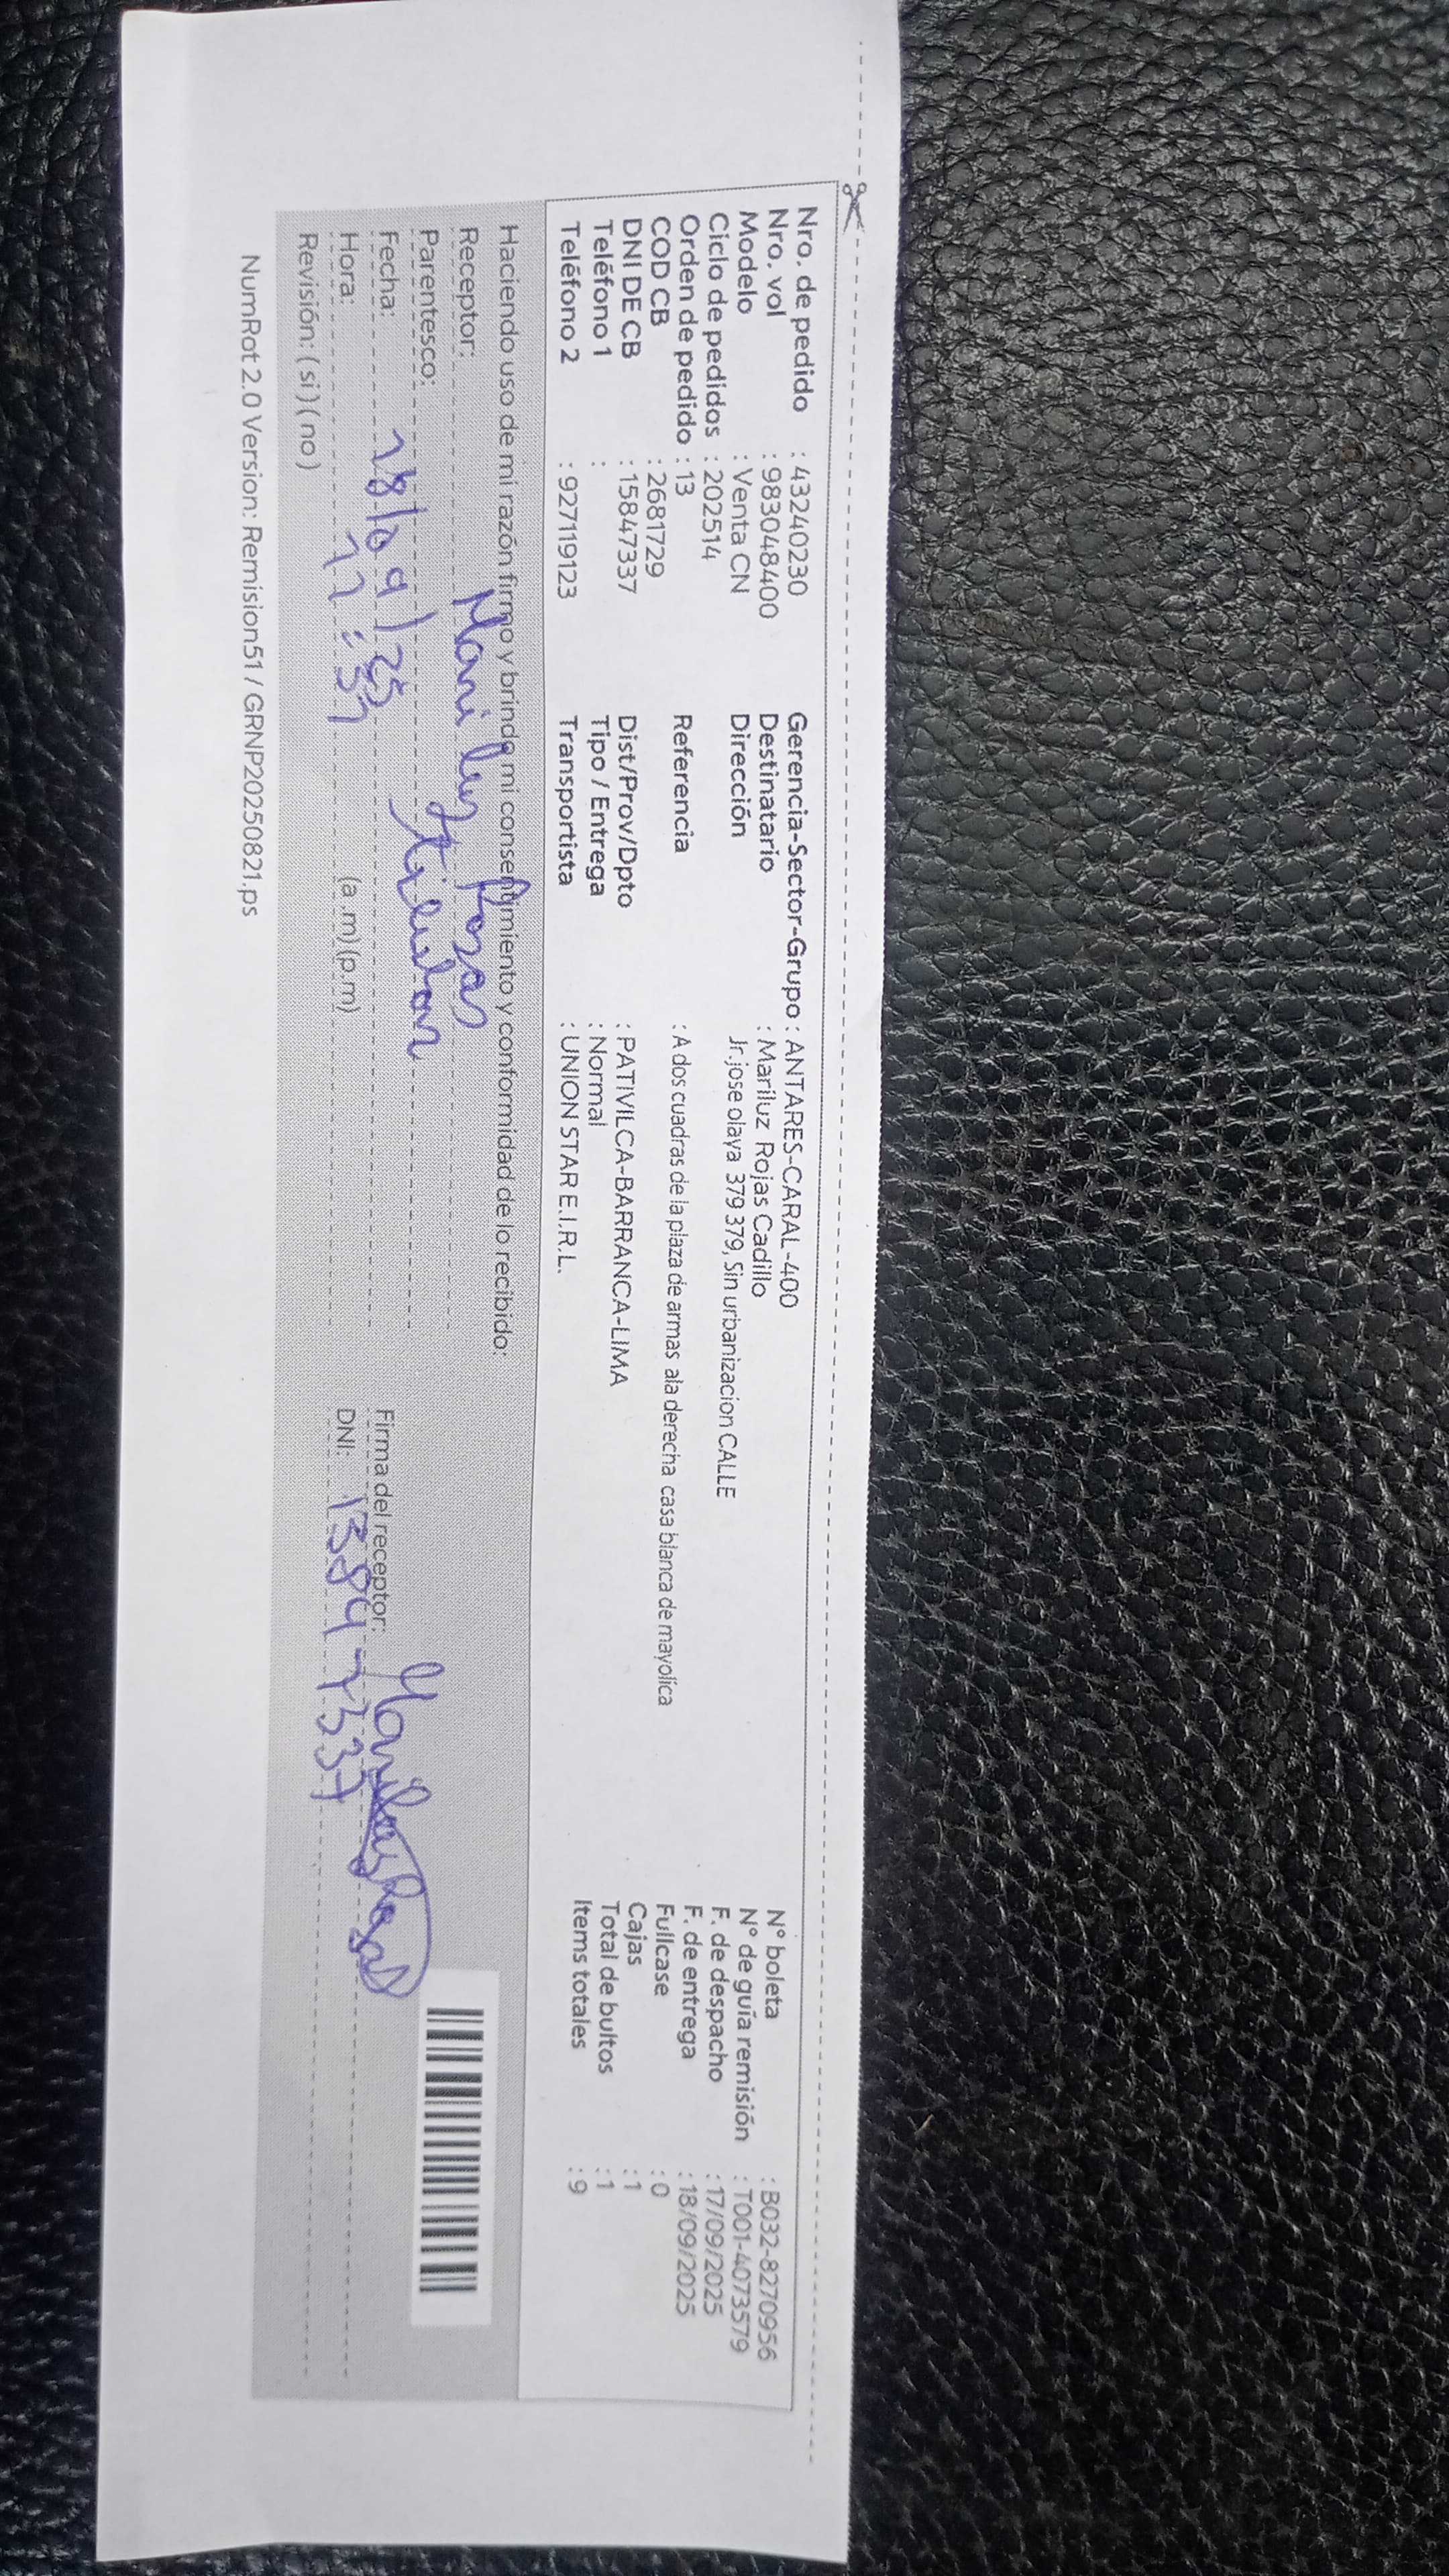 Nro. de pedido : 43240230
Nro. vol : 983048400
Modelo : Venta CN
Ciclo de pedidos : 202514
Orden de pedido : 13
COD CB : 2681729
DNI DE CB : 15847337
Teléfono 1 :
Teléfono 2 : 927119123
Gerencia-Sector-Grupo : ANTARES-CARAL-400
Destinatario : Mariluz Rojas Cadillo
Dirección Jr.jose olaya 379 379, Sin urbanizacion CALLE
Referencia : A dos cuadras de la plaza de armas ala derecha casa blanca de mayolica
Dist/Prov/Dpto : PATIVILCA-BARRANCA-LIMA
Tipo / Entrega : Normal
Transportista : UNION STAR E.I.R.L.
N° boleta : B032-8270956
N° de guía remisión : T001-4073579
F. de despacho : 17/09/2025
F. de entrega : 18/09/2025
Fullcase : 0
Cajas : 1
Total de bultos : 1
Items totales : 9
Haciendo uso de mi razón firmo y brindo mi consentimiento y conformidad de lo recibido:
Receptor: Mariluz Rojas
Parentesco:
Fecha: 18/09/25
Hora: (a.m)(p.m)
Revisión: ( si ) ( no )
Firma del receptor: Mariluz Rojas
DNI:
NumRot 2.0 Version: Remision51 / GRNP20250821.ps